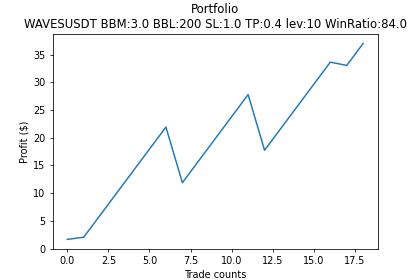 Portfolio
WAVESUSDT BBM:3.0 BBL:200 SL:1.0 TP:0.4 lev:10 WinRatio:84.0
35
30
25
20
15
10
5
0
Profit ($)
0.0 2.5 5.0 7.5 10.0 12.5 15.0 17.5
Trade counts